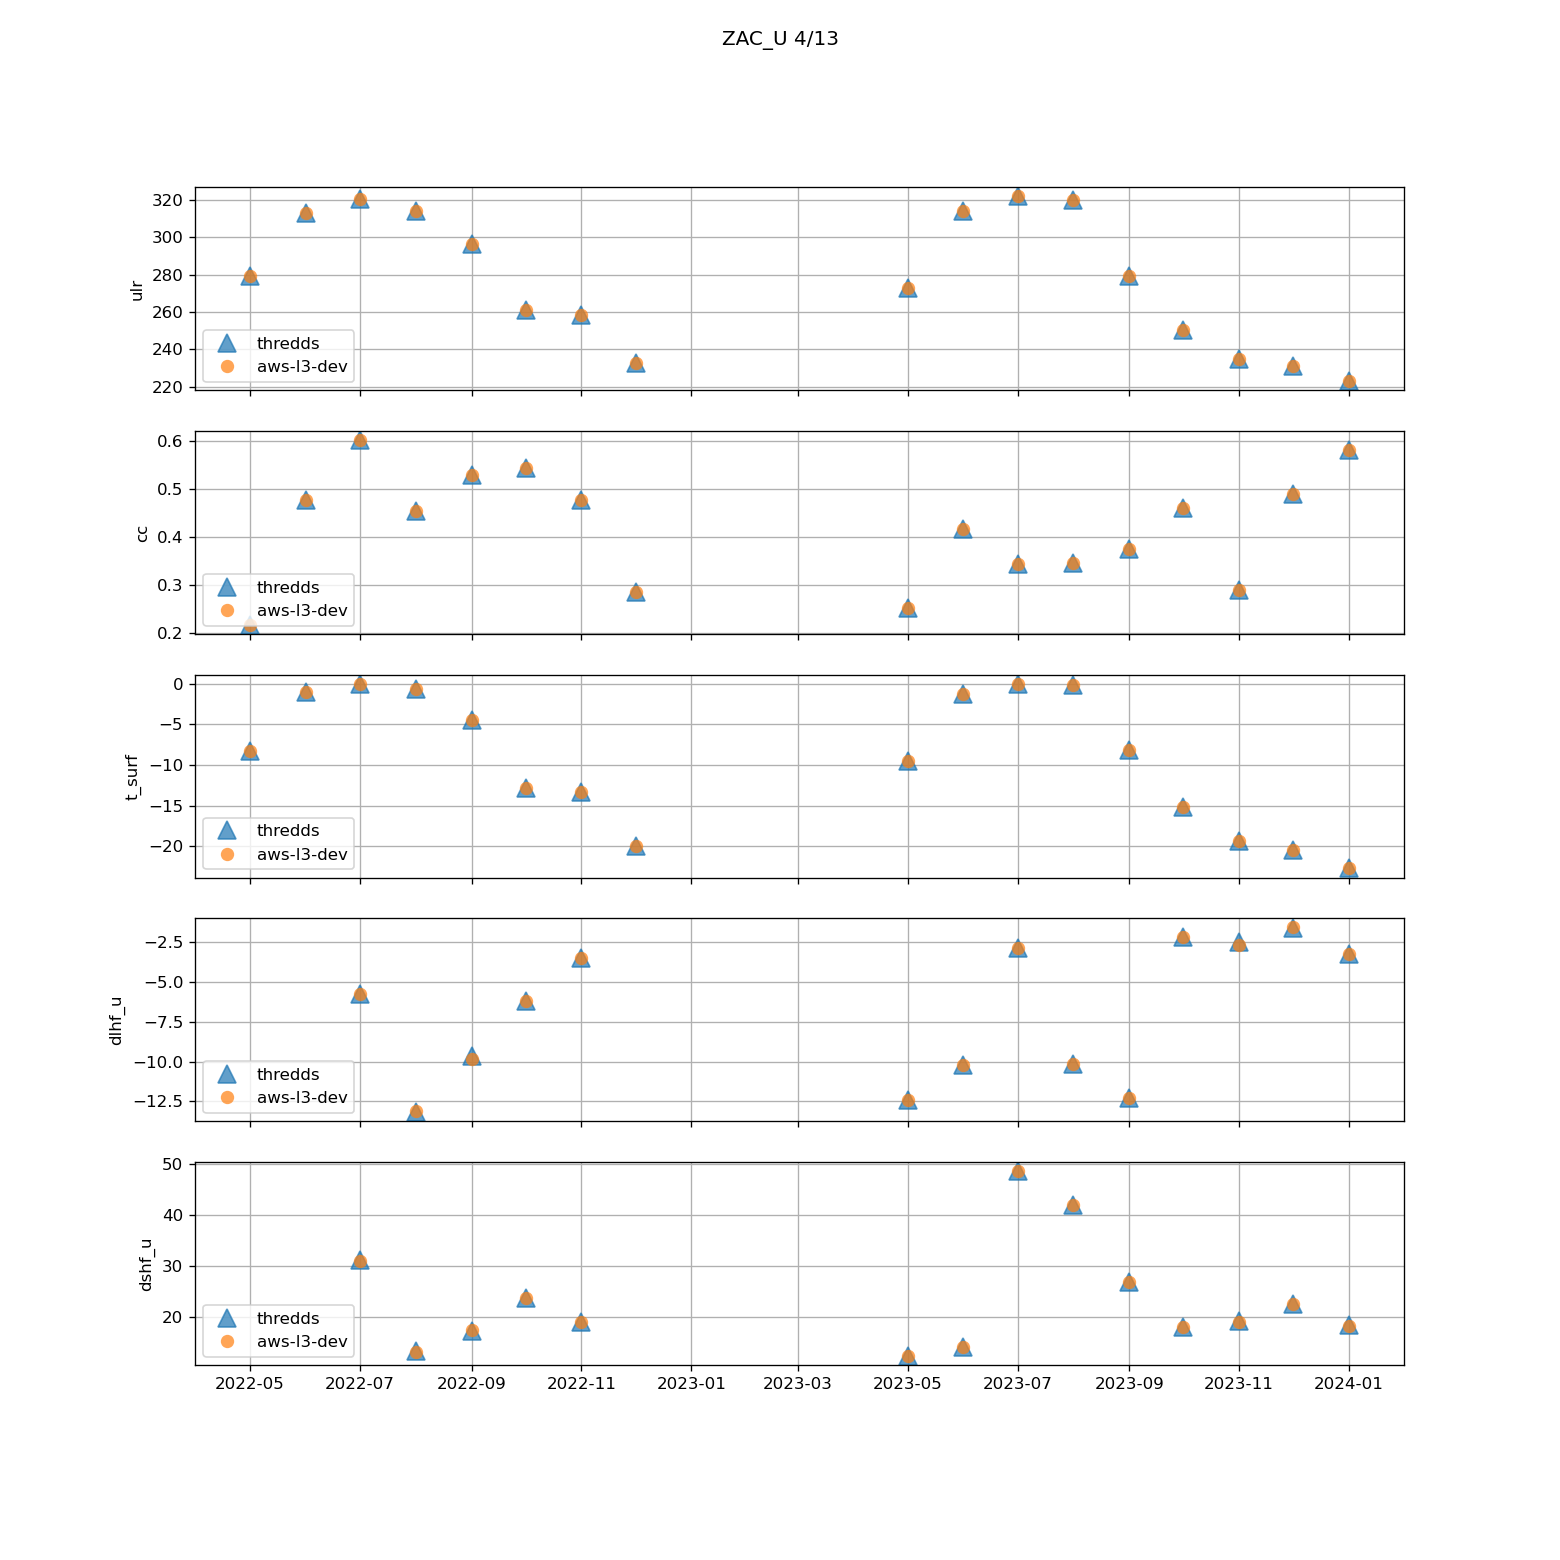 ZAC_U 4/13
320
300
280
260
240
220
ulr
thredds
aws-l3-dev
0.6
0.5
0.4
0.3
0.2
cc
thredds
aws-l3-dev
0
−5
−10
−15
−20
t_surf
thredds
aws-l3-dev
−2.5
−5.0
−7.5
−10.0
−12.5
dlhf_u
thredds
aws-l3-dev
50
40
30
20
dshf_u
thredds
aws-l3-dev
2022-05 2022-07 2022-09 2022-11 2023-01 2023-03 2023-05 2023-07 2023-09 2023-11 2024-01